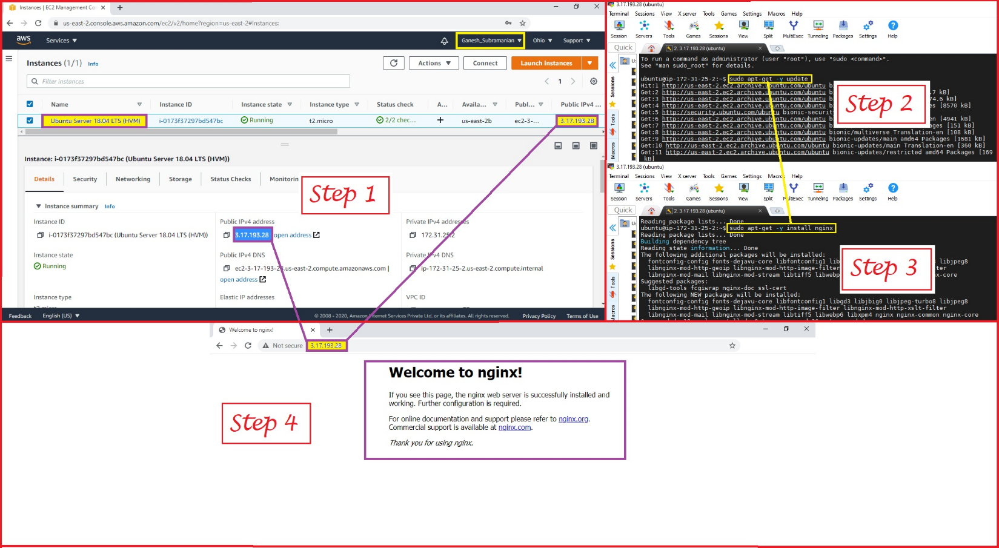 Instances | EC2 Management Co
us-east-2.console.aws.amazon.com/ec2/v2/home?region=us-east-2#Instances:
aws Services Ganesh_Subramanian Ohio Support
Instances (1/1) Info Actions Connect Launch instances
Filter instances 1
Name Instance ID Instance state Instance type Status check A... Availa... Publ... Public IPv4 ...
Ubuntu Server 18.04 LTS (HVM) i-0173f37297bd547bc Running t2.micro 2/2 chec... us-east-2b ec2-3-... 3.17.193.28
Instance: i-0173f37297bd547bc (Ubuntu Server 18.04 LTS (HVM))
Details Security Networking Storage Status Checks Monitorin
Step 1
Instance summary Info
Instance ID Public IPv4 address Private IPv4 addresses
i-0173f37297bd547bc (Ubuntu Server 18.04 LTS (HVM)) 3.17.193.28 open address 172.31.25.2
Instance state Public IPv4 DNS Private IPv4 DNS
Running ec2-3-17-193-28.us-east-2.compute.amazonaws.com | ip-172-31-25-2.us-east-2.compute.internal
open address
Instance type Elastic IP addresses VPC ID
Feedback English (US) © 2008 - 2020, Amazon Internet Services Private Ltd. or its affiliates. All rights reserved. Privacy Policy Terms of Use
3.17.193.28 (ubuntu)
Terminal Sessions View X server Tools Games Settings Macros Help
Session Servers Tools Games Sessions View Split MultiExec Tunneling Packages Settings Help
Quick 2. 3.17.193.28 (ubuntu)
Sessions
Tools
Macros
To run a command as administrator (user "root"), use "sudo <command>".
See "man sudo_root" for details.
ubuntu@ip-172-31-25-2:~$ sudo apt-get -y update
Hit:1 http://us-east-2.ec2.archive.ubuntu.com/ubuntu b
Get:2 http://us-east-2.ec2.archive.ubuntu.com/ubuntu b .7 kB]
Get:3 http://us-east-2.ec2.archive.ubuntu.com/ubuntu b 74.6 kB]
Get:4 http://us-east-2.ec2.archive.ubuntu.com/ubuntu b es [8570 kB]
Get:5 http://security.ubuntu.com/ubuntu bionic-securit
Get:6 http://us-east-2.ec2.archive.ubuntu.com/ubuntu b [4941 kB]
Get:7 http://us-east-2.ec2.archive.ubuntu.com/ubuntu b ages [151 kB]
Get:8 http://us-east-2.ec2.archive.ubuntu.com/ubuntu bionic/multiverse Translation-en [108 kB]
Get:9 http://us-east-2.ec2.archive.ubuntu.com/ubuntu bionic-updates/main amd64 Packages [1681 kB]
Get:10 http://us-east-2.ec2.archive.ubuntu.com/ubuntu bionic-updates/main Translation-en [360 kB]
Get:11 http://us-east-2.ec2.archive.ubuntu.com/ubuntu bionic-updates/restricted amd64 Packages [169
kB]
Step 2
3.17.193.28 (ubuntu)
Terminal Sessions View X server Tools Games Settings Macros Help
Session Servers Tools Games Sessions View Split MultiExec Tunneling Packages Settings Help
Quick 2. 3.17.193.28 (ubuntu)
Sessions
Tools
Macros
Reading package lists... Done
ubuntu@ip-172-31-25-2:~$ sudo apt-get -y install nginx
Reading package lists... Done
Building dependency tree
Reading state information... Done
The following additional packages will be installed:
fontconfig-config fonts-dejavu-core libfontconfig1 lib libjpeg8
libnginx-mod-http-geoip libnginx-mod-http-image-filter lter
libnginx-mod-mail libnginx-mod-stream libtiff5 libwebp x-core
Suggested packages:
libgd-tools fcgiwrap nginx-doc ssl-cert
The following NEW packages will be installed:
fontconfig-config fonts-dejavu-core libfontconfig1 libgd3 libjbig0 libjpeg-turbo8 libjpeg8
libnginx-mod-http-geoip libnginx-mod-http-image-filter libnginx-mod-http-xslt-filter
libnginx-mod-mail libnginx-mod-stream libtiff5 libwebp6 libxpm4 nginx nginx-common nginx-core
Step 3
Welcome to nginx!
Not secure 3.17.193.28
Welcome to nginx!
If you see this page, the nginx web server is successfully installed and
working. Further configuration is required.
For online documentation and support please refer to nginx.org.
Commercial support is available at nginx.com.
Thank you for using nginx.
Step 4